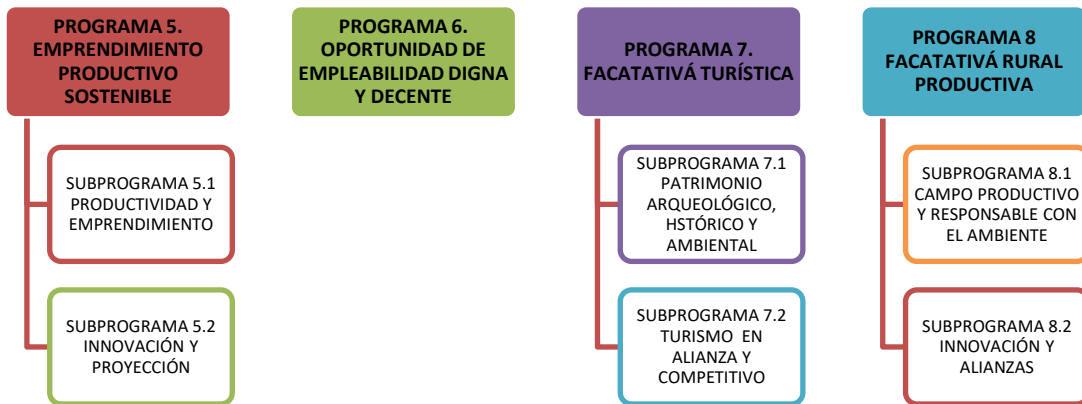 PROGRAMA 5.
EMPRENDIMIENTO
PRODUCTIVO
SOSTENIBLE
SUBPROGRAMA 5.1
PRODUCTIVIDAD Y
EMPRENDIMIENTO
SUBPROGRAMA 5.2
INNOVACIÓN Y
PROYECCIÓN
PROGRAMA 6.
OPORTUNIDAD DE
EMPLEABILIDAD DIGNA
Y DECENTE
PROGRAMA 7.
FACATATIVÁ TURÍSTICA
SUBPROGRAMA 7.1
PATRIMONIO
ARQUEOLÓGICO,
HSTÓRICO Y
AMBIENTAL
SUBPROGRAMA 7.2
TURISMO EN
ALIANZA Y
COMPETITIVO
PROGRAMA 8
FACATATIVÁ RURAL
PRODUCTIVA
SUBPROGRAMA 8.1
CAMPO PRODUCTIVO
Y RESPONSABLE CON
EL AMBIENTE
SUBPROGRAMA 8.2
INNOVACIÓN Y
ALIANZAS